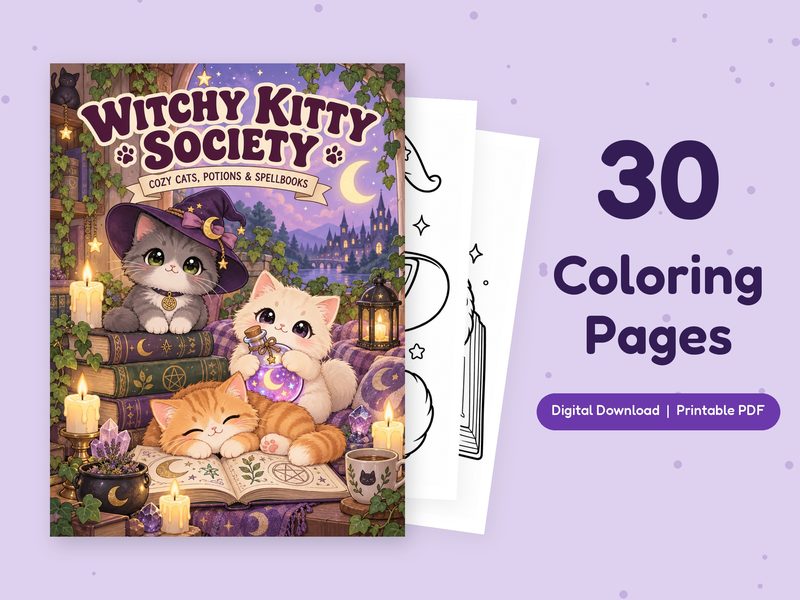 WITCHY KITTY
SOCIETY
COZY CATS, POTIONS & SPELLBOOKS
30
Coloring
Pages
Digital Download | Printable PDF